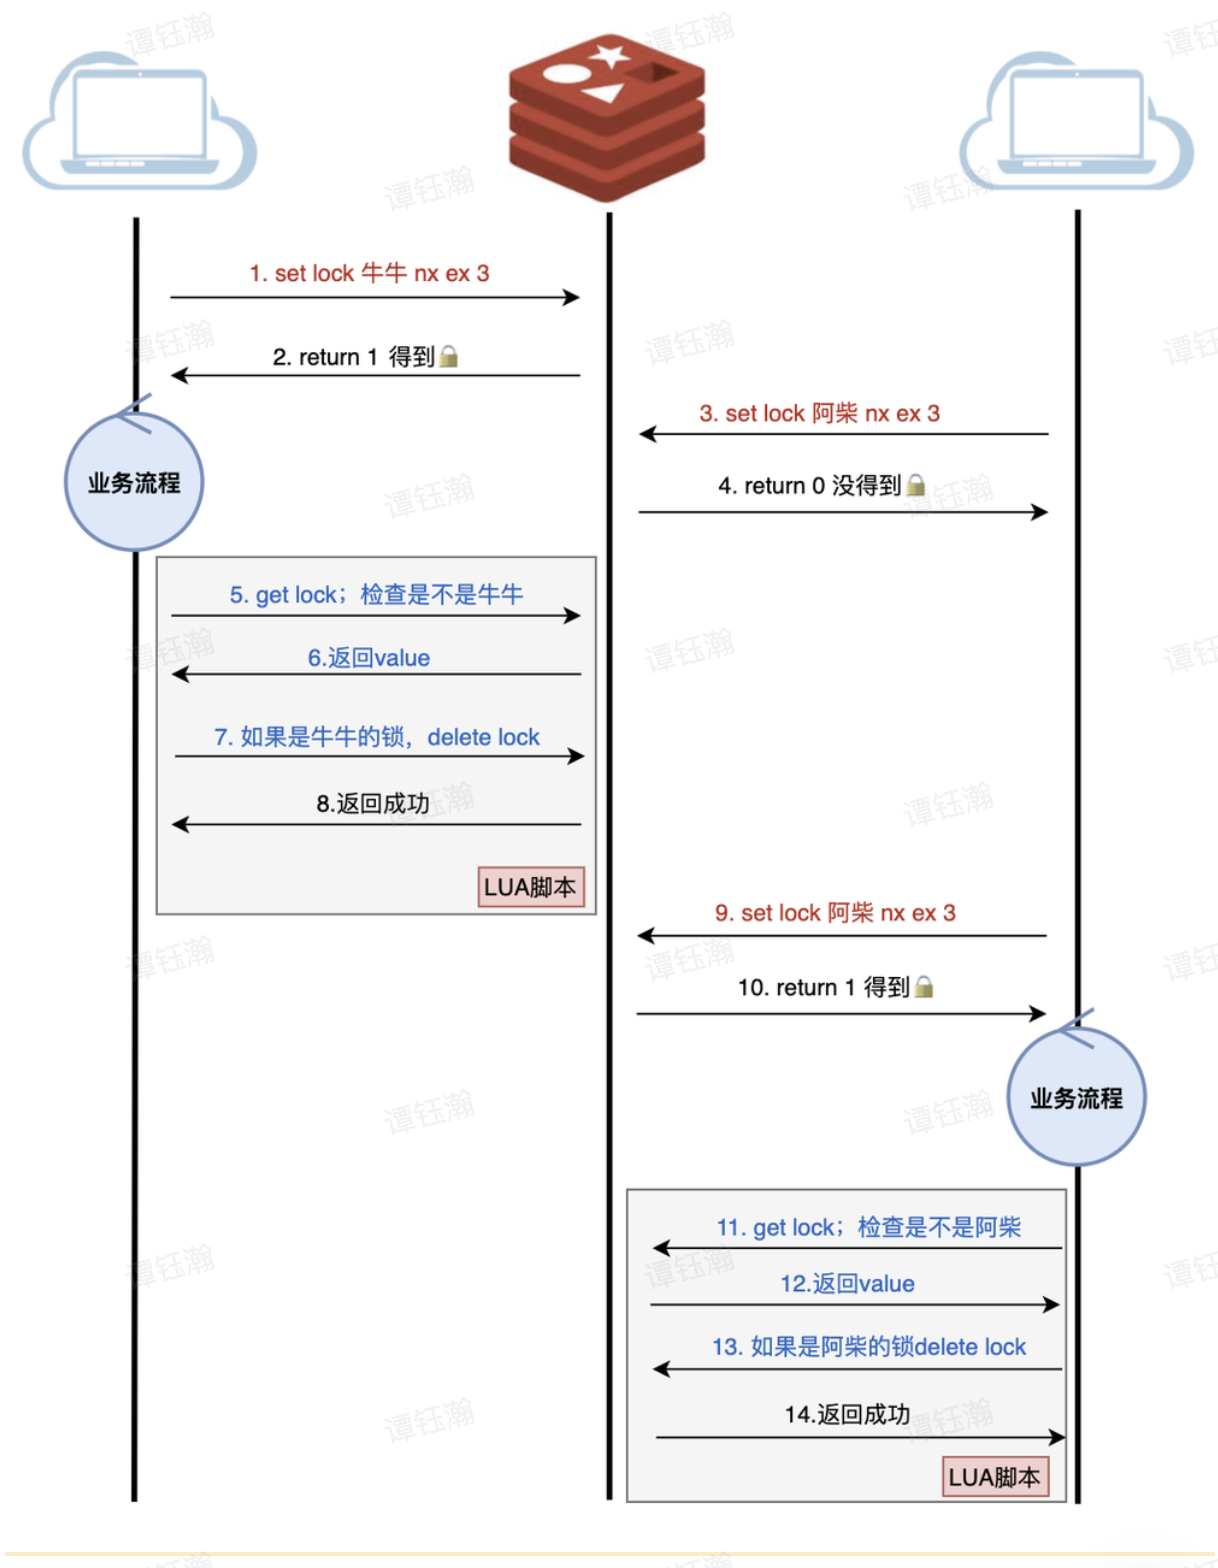 1. set lock 牛牛 nx ex 3
2. return 1 得到🔒
3. set lock 阿柴 nx ex 3
4. return 0 没得到🔒
业务流程
5. get lock；检查是不是牛牛
6.返回value
7. 如果是牛牛的锁，delete lock
8.返回成功
LUA脚本
9. set lock 阿柴 nx ex 3
10. return 1 得到🔒
业务流程
11. get lock；检查是不是阿柴
12.返回value
13. 如果是阿柴的锁delete lock
14.返回成功
LUA脚本
谭钰瀚